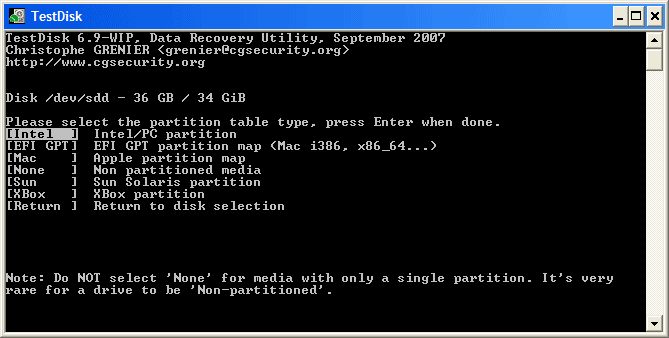 TestDisk
TestDisk 6.9-WIP, Data Recovery Utility, September 2007
Christophe GRENIER <grenier@cgsecurity.org>
http://www.cgsecurity.org
Disk /dev/sdd - 36 GB / 34 GiB
Please select the partition table type, press Enter when done.
[Intel  ]  Intel/PC partition
[EFI GPT]  EFI GPT partition map (Mac i386, x86_64...)
[Mac    ]  Apple partition map
[None   ]  Non partitioned media
[Sun    ]  Sun Solaris partition
[XBox   ]  XBox partition
[Return ]  Return to disk selection
Note: Do NOT select 'None' for media with only a single partition. It's very
rare for a drive to be 'Non-partitioned'.